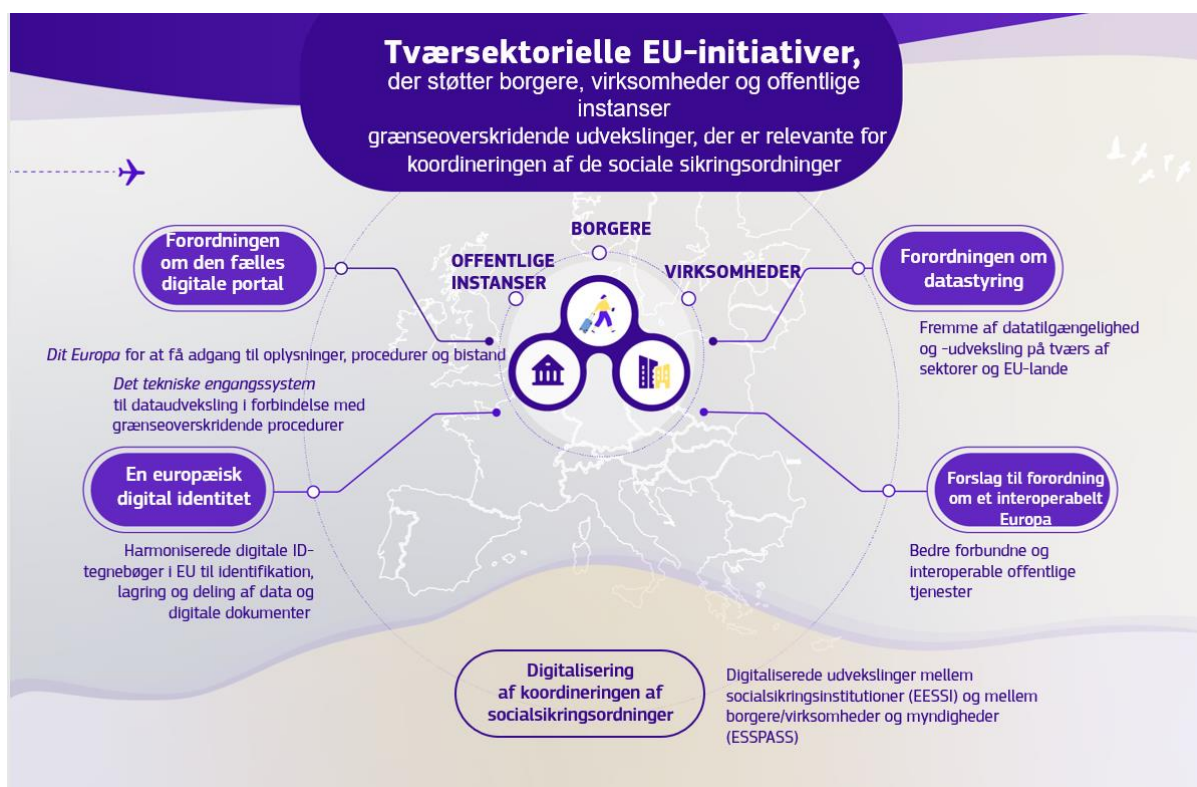 Tværsektorielle EU-initiativer,
der støtter borgere, virksomheder og offentlige
instanser
grænseoverskridende udvekslinger, der er relevante for
koordineringen af de sociale sikringsordninger
BORGERE
OFFENTLIGE
INSTANSER
VIRKSOMHEDER
Forordningen
om den fælles
digitale portal
Dit Europa for at få adgang til oplysninger, procedurer og bistand
Det tekniske engangssystem
til dataudveksling i forbindelse med
grænseoverskridende procedurer
Forordningen om
datastyring
Fremme af datatilgængelighed
og -udveksling på tværs af
sektorer og EU-lande
En europæisk
digital identitet
Harmoniserede digitale ID-
tegnebøger i EU til identifikation,
lagring og deling af data og
digitale dokumenter
Forslag til forordning
om et interoperabelt
Europa
Bedre forbundne og
interoperable offentlige
tjenester
Digitalisering
af koordineringen af
socialsikringsordninger
Digitaliserede udvekslinger mellem
socialsikringsinstitutioner (EESSI) og mellem
borgere/virksomheder og myndigheder
(ESSPASS)